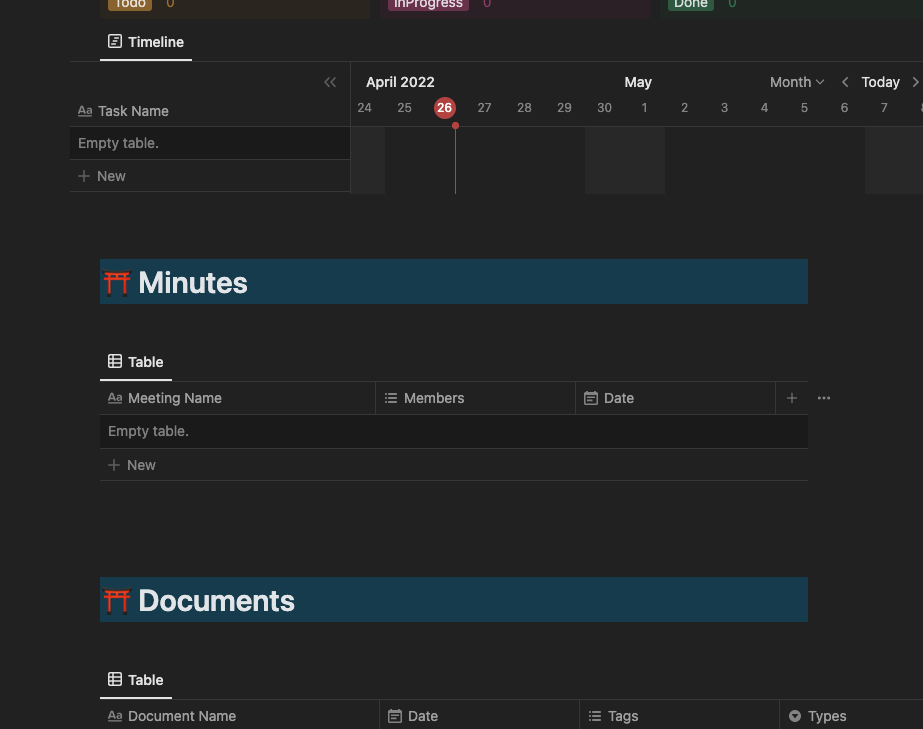 Todo 0 InProgress 0 Done 0
Timeline
April 2022 May Month Today
Aa Task Name 24 25 26 27 28 29 30 1 2 3 4 5 6 7
Empty table.
+ New
⛩ Minutes
Table
Aa Meeting Name Members Date + •••
Empty table.
+ New
⛩ Documents
Table
Aa Document Name Date Tags Types